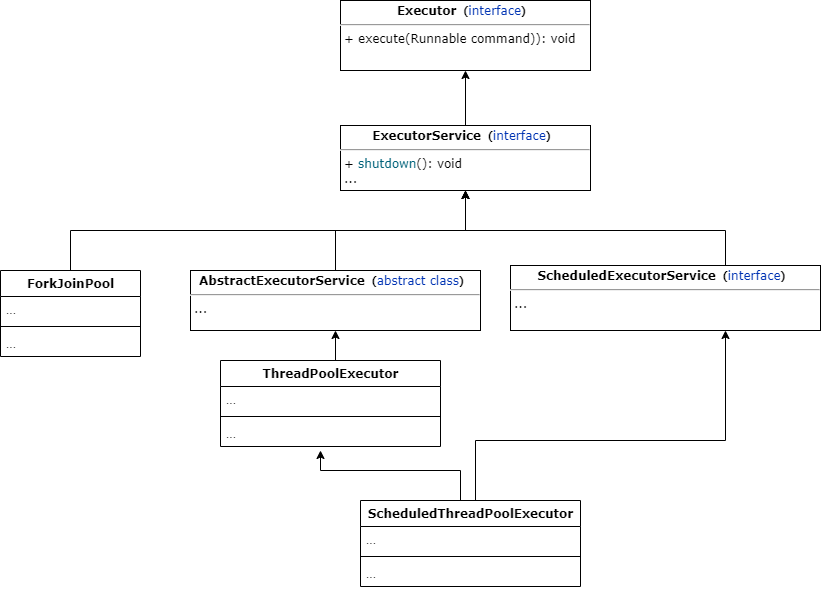 Executor (interface)
+ execute(Runnable command)): void
ExecutorService (interface)
+ shutdown(): void
...
ForkJoinPool
...
...
AbstractExecutorService (abstract class)
...
ScheduledExecutorService (interface)
...
ThreadPoolExecutor
...
...
ScheduledThreadPoolExecutor
...
...